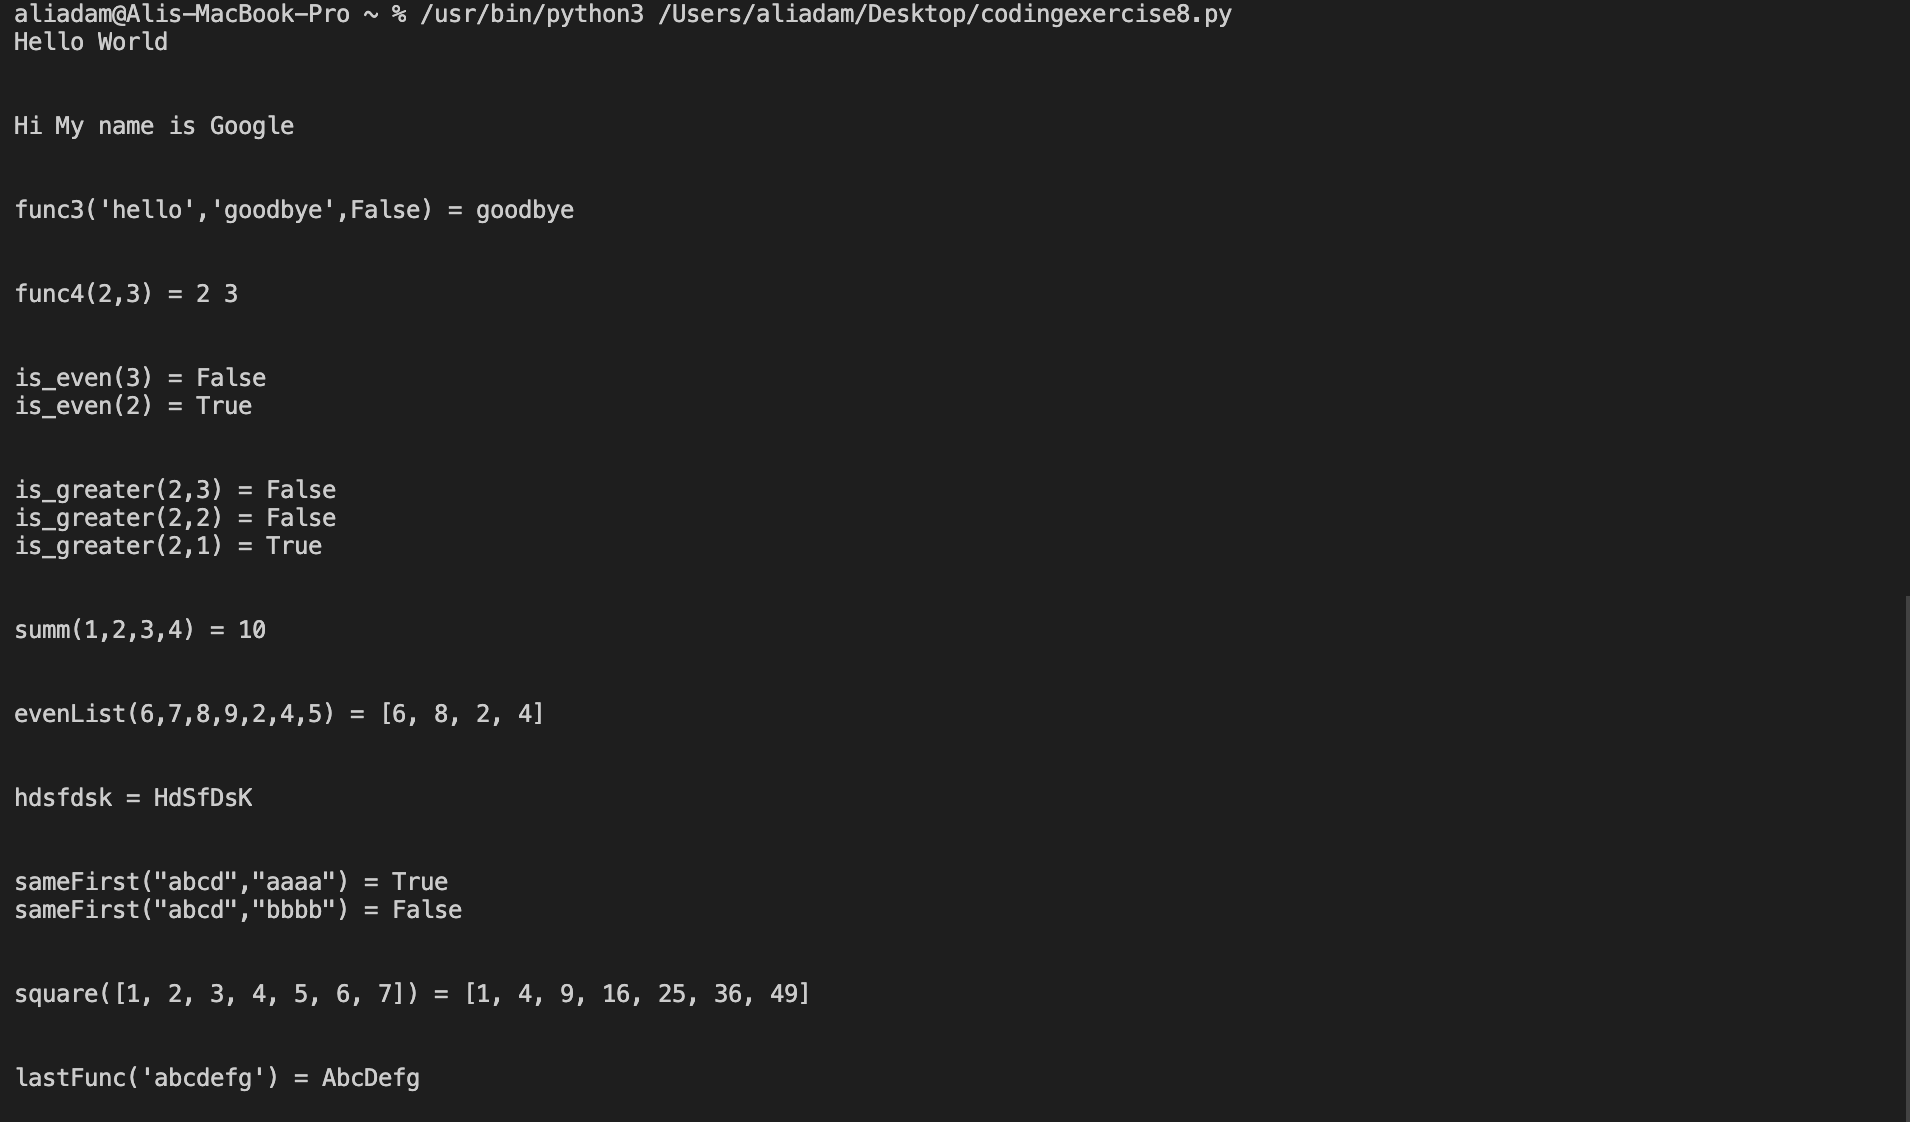 aliadam@Alis-MacBook-Pro ~ % /usr/bin/python3 /Users/aliadam/Desktop/codingexercise8.py
Hello World
Hi My name is Google
func3('hello','goodbye',False) = goodbye
func4(2,3) = 2 3
is_even(3) = False
is_even(2) = True
is_greater(2,3) = False
is_greater(2,2) = False
is_greater(2,1) = True
summ(1,2,3,4) = 10
evenList(6,7,8,9,2,4,5) = [6, 8, 2, 4]
hdsfdsk = HdSfDsK
sameFirst("abcd","aaaa") = True
sameFirst("abcd","bbbb") = False
square([1, 2, 3, 4, 5, 6, 7]) = [1, 4, 9, 16, 25, 36, 49]
lastFunc('abcdefg') = AbcDefg